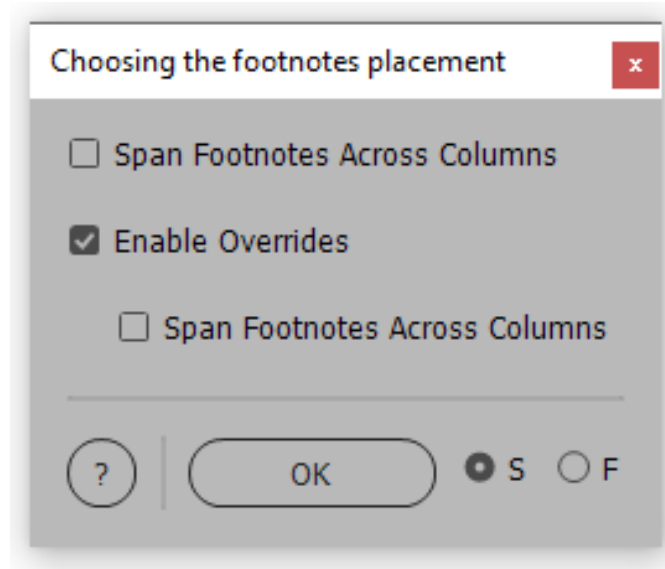 Choosing the footnotes placement x
Span Footnotes Across Columns
Enable Overrides
Span Footnotes Across Columns
? OK S F